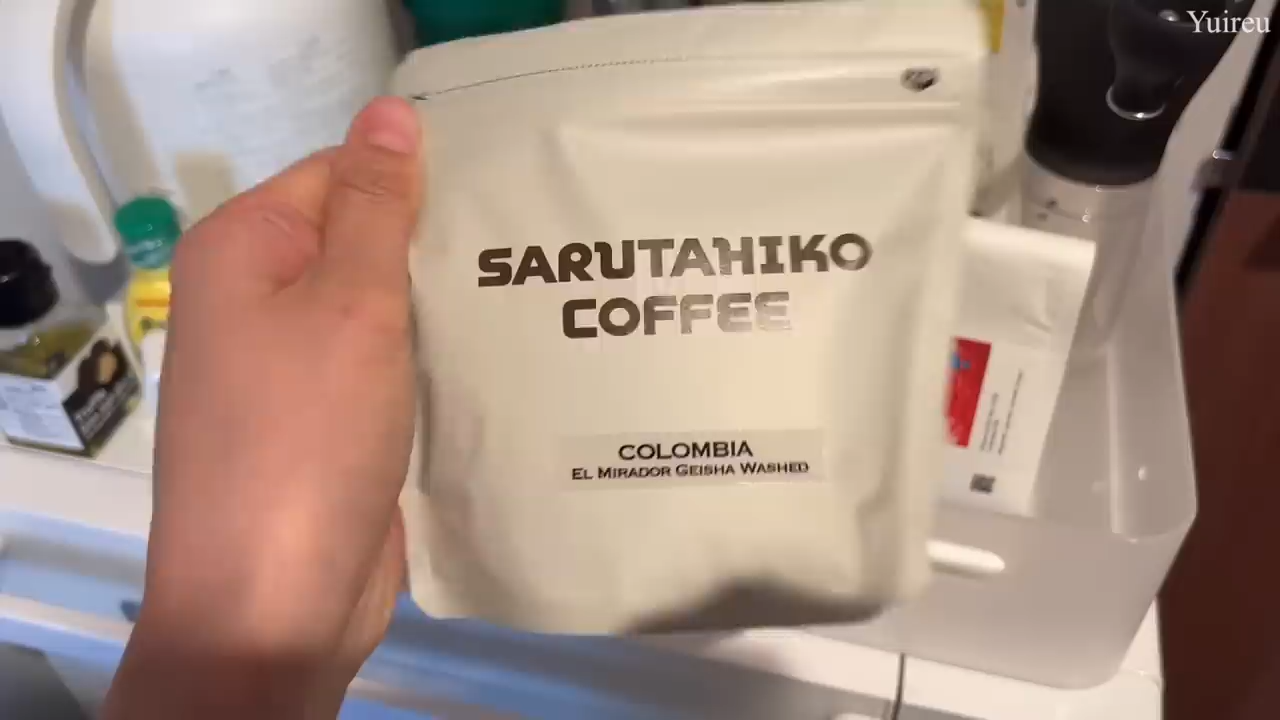 Yuireu
SARUTAHIKO
COFFEE
COLOMBIA
EL MIRADOR GEISHA WASHED